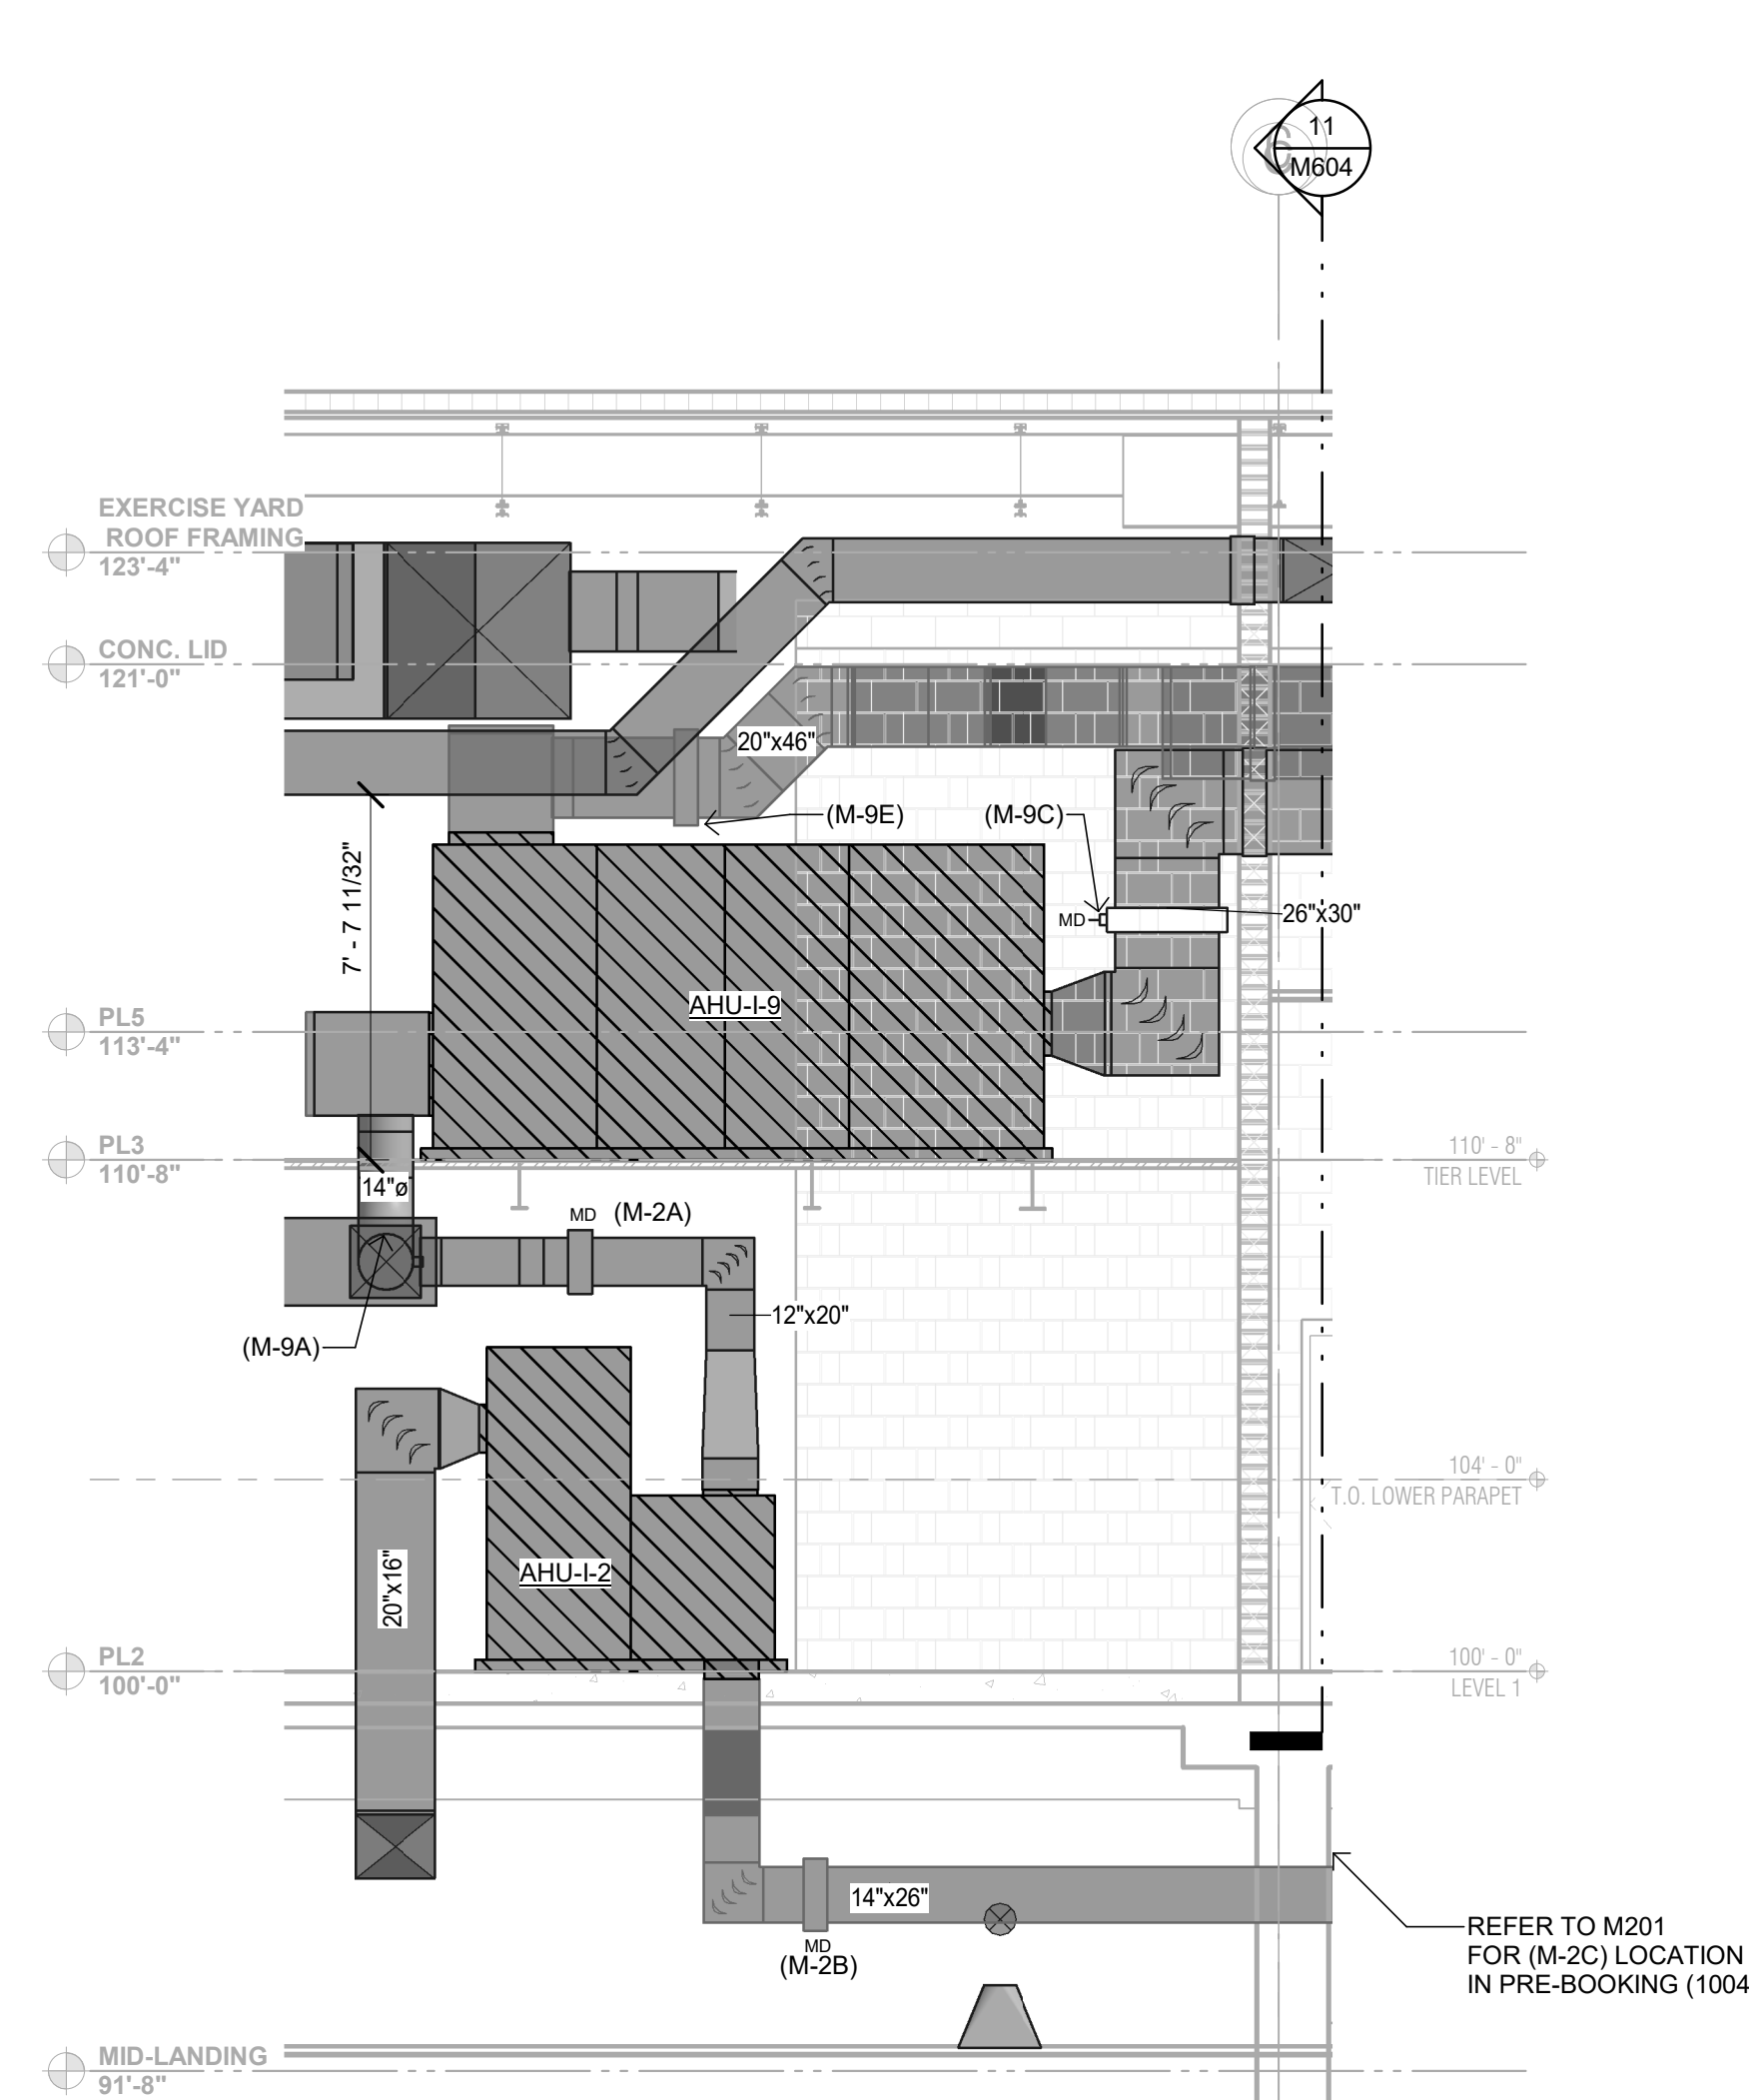 11
M604
EXERCISE YARD
ROOF FRAMING
123'-4"
CONC. LID
121'-0"
20"x46"
(M-9E)
(M-9C)
7' - 7 11/32"
MD
26"x30"
AHU-I-9
PL5
113'-4"
PL3
110'-8"
110' - 8"
TIER LEVEL
14"ø
MD
(M-2A)
12"x20"
(M-9A)
104' - 0"
T.O. LOWER PARAPET
20"x16"
AHU-I-2
PL2
100'-0"
100' - 0"
LEVEL 1
14"x26"
MD
(M-2B)
REFER TO M201
FOR (M-2C) LOCATION
IN PRE-BOOKING (1004
MID-LANDING
91'-8"